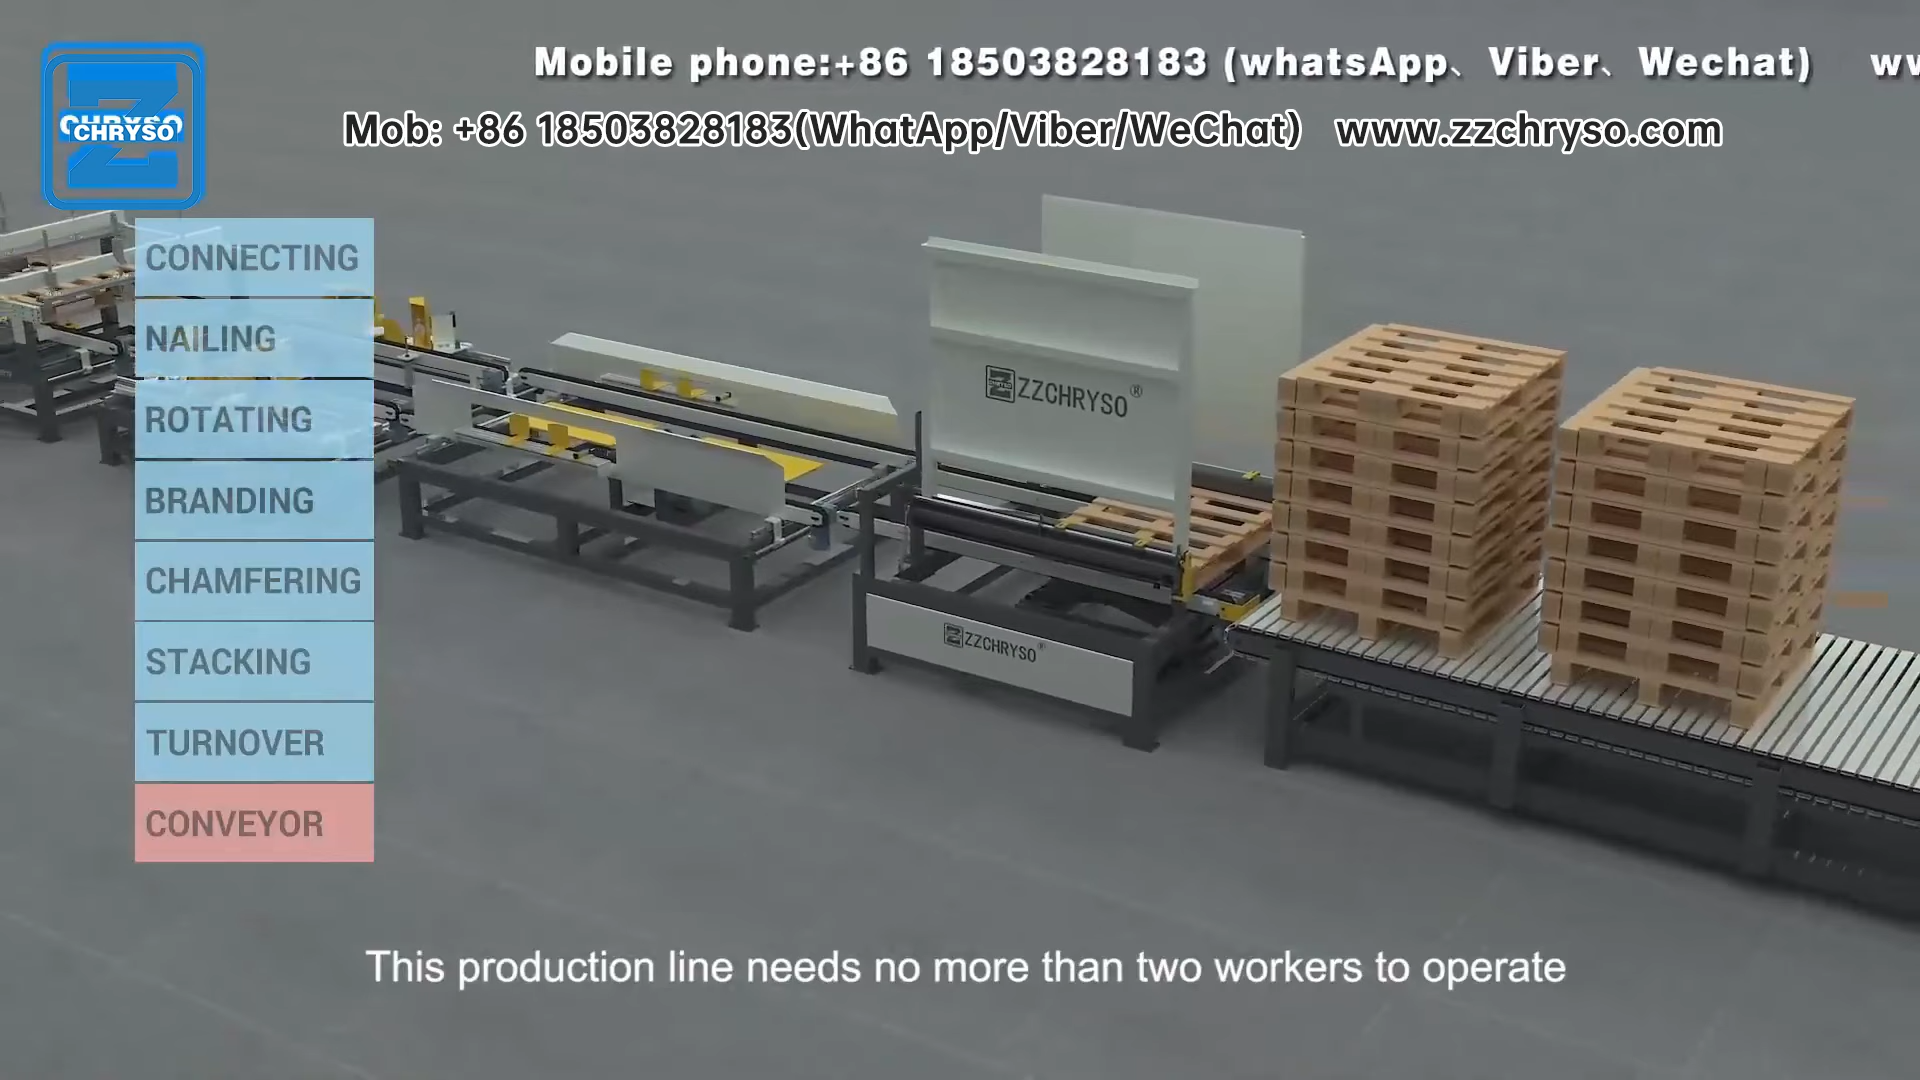 Mobile phone:+86 18503828183 (whatsApp、Viber、Wechat)
CHRYSO
CHRYSO
Mob: +86 18503828183(WhatApp/Viber/WeChat) www.zzchryso.com
CONNECTING
NAILING
ROTATING
BRANDING
CHAMFERING
STACKING
TURNOVER
CONVEYOR
ZZCHRYSO®
ZZCHRYSO®
This production line needs no more than two workers to operate